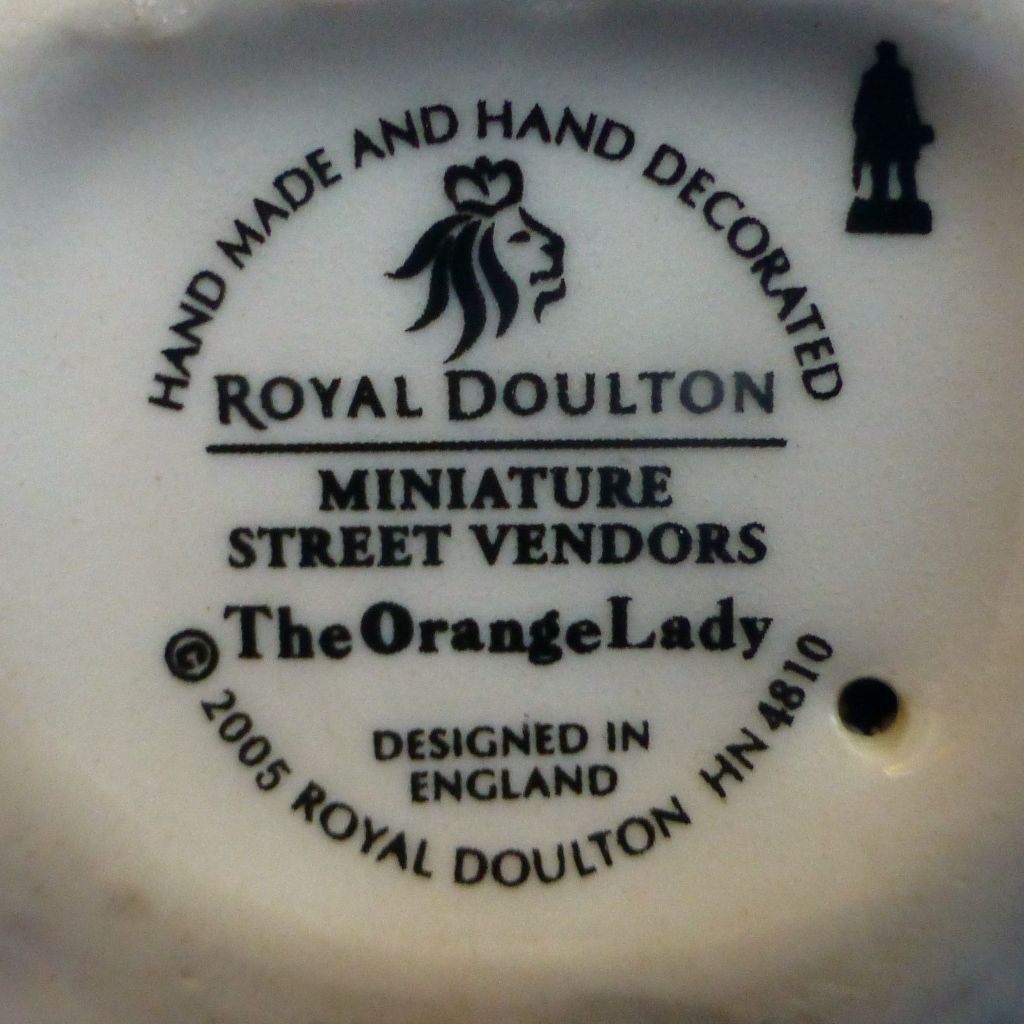 HAND MADE AND HAND DECORATED
ROYAL DOULTON
MINIATURE
STREET VENDORS
The Orange Lady
DESIGNED IN
ENGLAND
© 2005 ROYAL DOULTON HN 4810